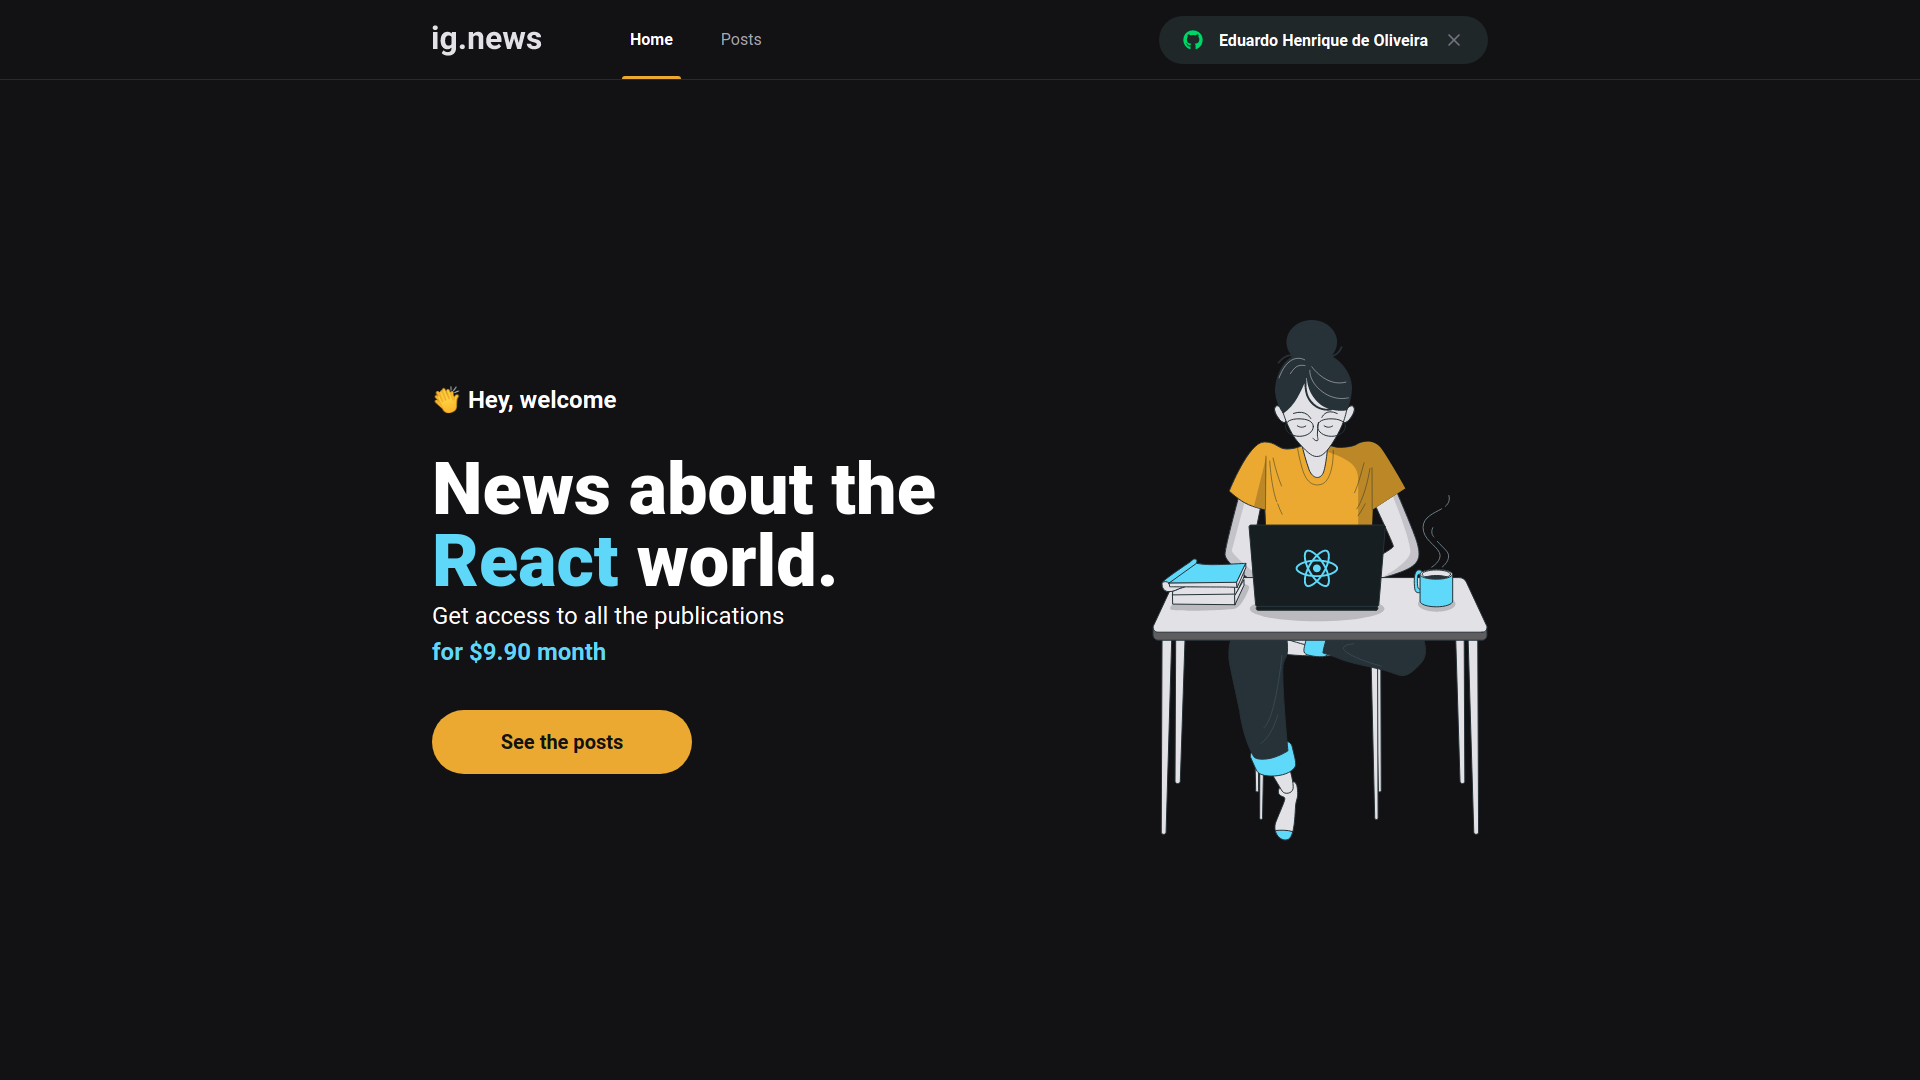 ig.news
Home
Posts
Eduardo Henrique de Oliveira
👏 Hey, welcome
News about the
React world.
Get access to all the publications
for $9.90 month
See the posts